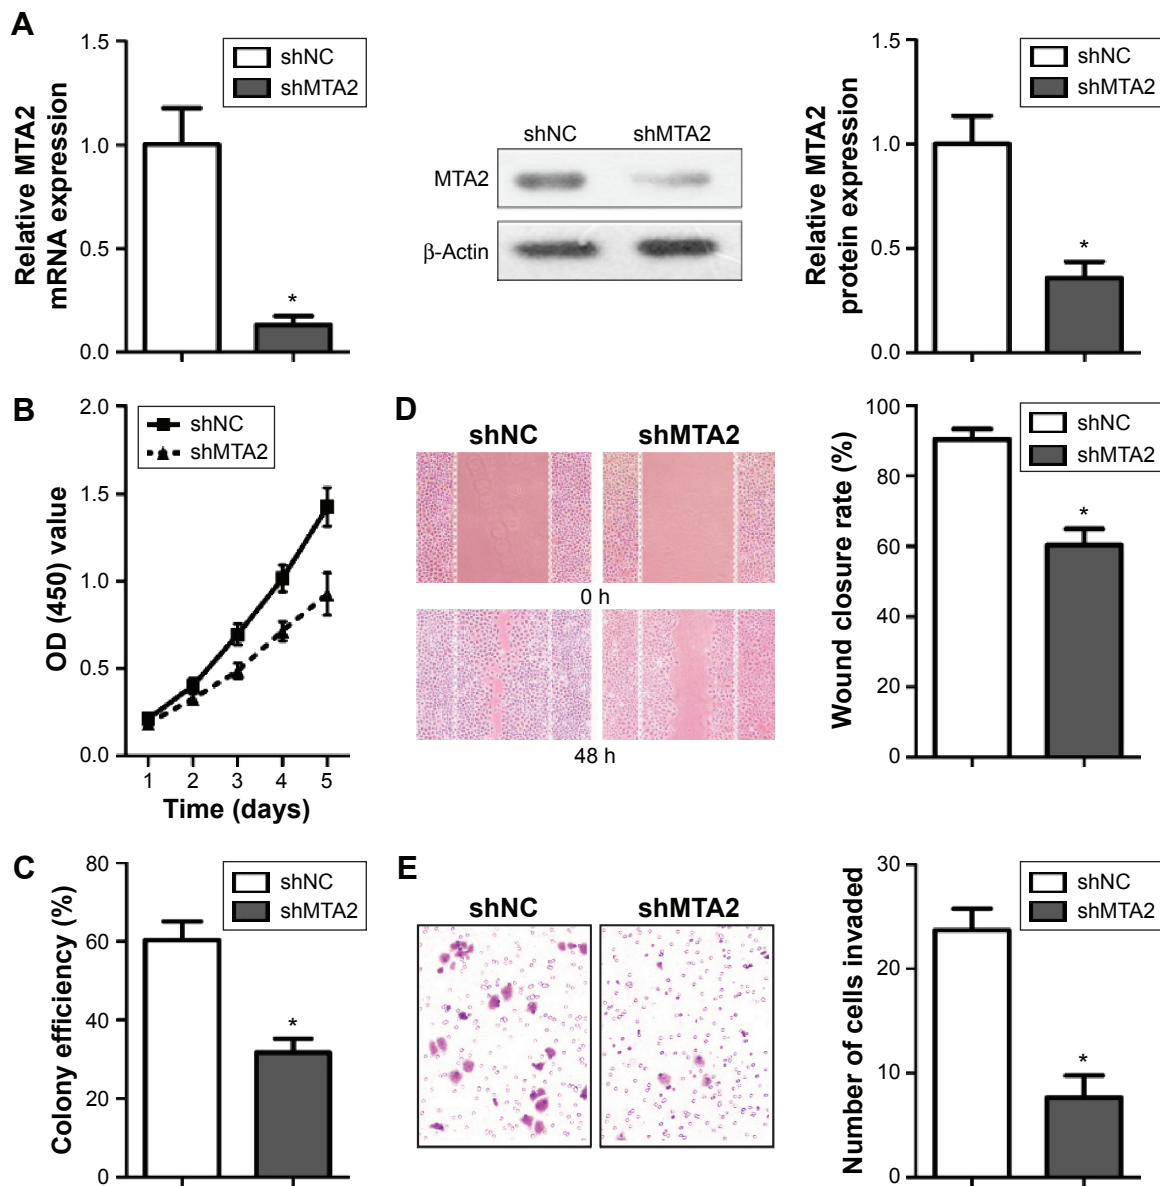 A
Relative MTA2
mRNA expression
1.5
1.0
0.5
0.0
shNC
shMTA2
*
shNC
shMTA2
MTA2
β-Actin
Relative MTA2
protein expression
1.5
1.0
0.5
0.0
shNC
shMTA2
*
B
OD (450) value
2.0
1.5
1.0
0.5
0.0
shNC
shMTA2
1 2 3 4 5
Time (days)
D
shNC
shMTA2
0 h
48 h
Wound closure rate (%)
100
80
60
40
20
0
shNC
shMTA2
*
C
Colony efficiency (%)
80
60
40
20
0
shNC
shMTA2
*
E
shNC
shMTA2
Number of cells invaded
30
20
10
0
shNC
shMTA2
*